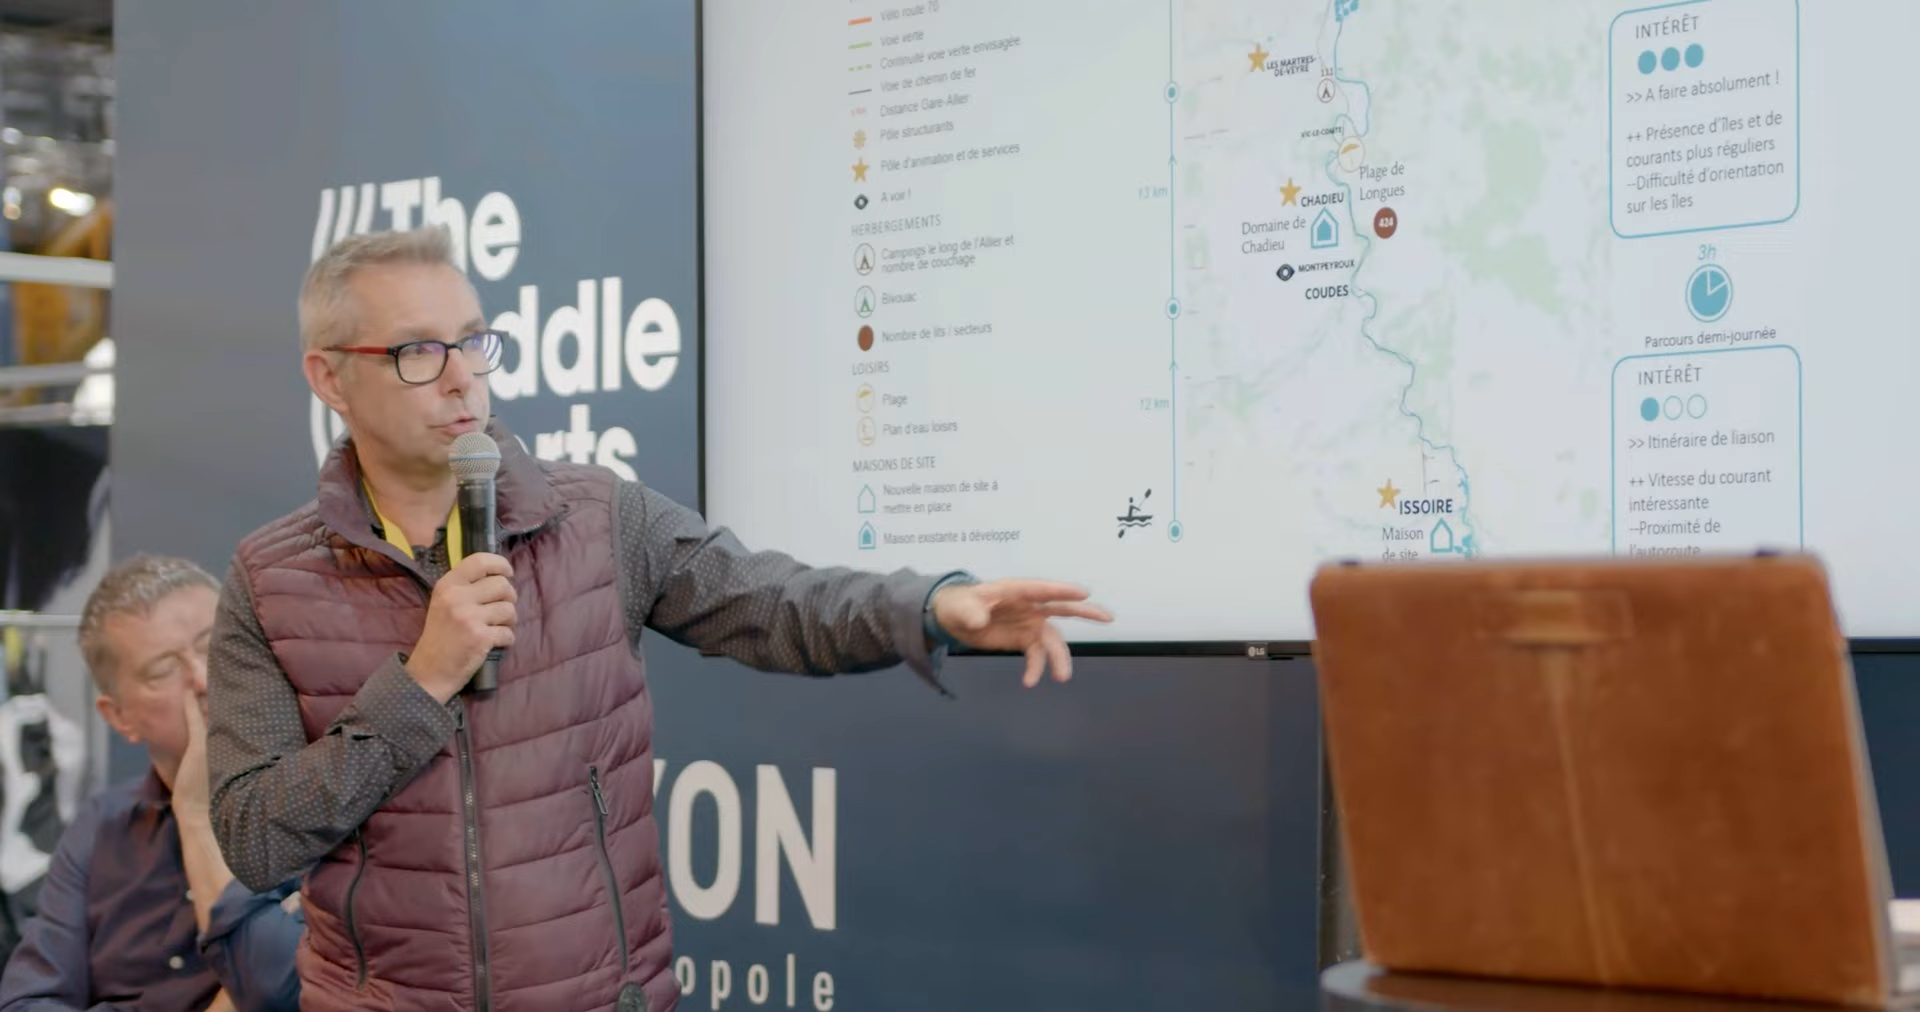 The
ddle
rts
YON
opole
Vélo route 70
Voie verte
Continuité voie verte envisagée
Voie de chemin de fer
Distance Gare-Allier
Pôle structurants
Pôle d'animation et de services
A voir !
HERBERGEMENTS
Campings le long de l'Allier et
nombre de couchage
Bivouac
Nombre de lits / secteurs
LOISIRS
Plage
Plan d'eau loisirs
MAISONS DE SITE
Nouvelle maison de site à
mettre en place
Maison existante à développer
13 km
12 km
LES MARTRES-
DE-VEYRE
133
VIC-LE-COMTE
Plage de
Longues
CHADIEU
Domaine de
Chadieu
424
MONTPEYROUX
COUDES
ISSOIRE
Maison
de site
INTÉRÊT
>> A faire absolument !
++ Présence d'îles et de
courants plus réguliers
--Difficulté d'orientation
sur les îles
3h
Parcours demi-journée
INTÉRÊT
>> Itinéraire de liaison
++ Vitesse du courant
intéressante
--Proximité de
l'autoroute
LG